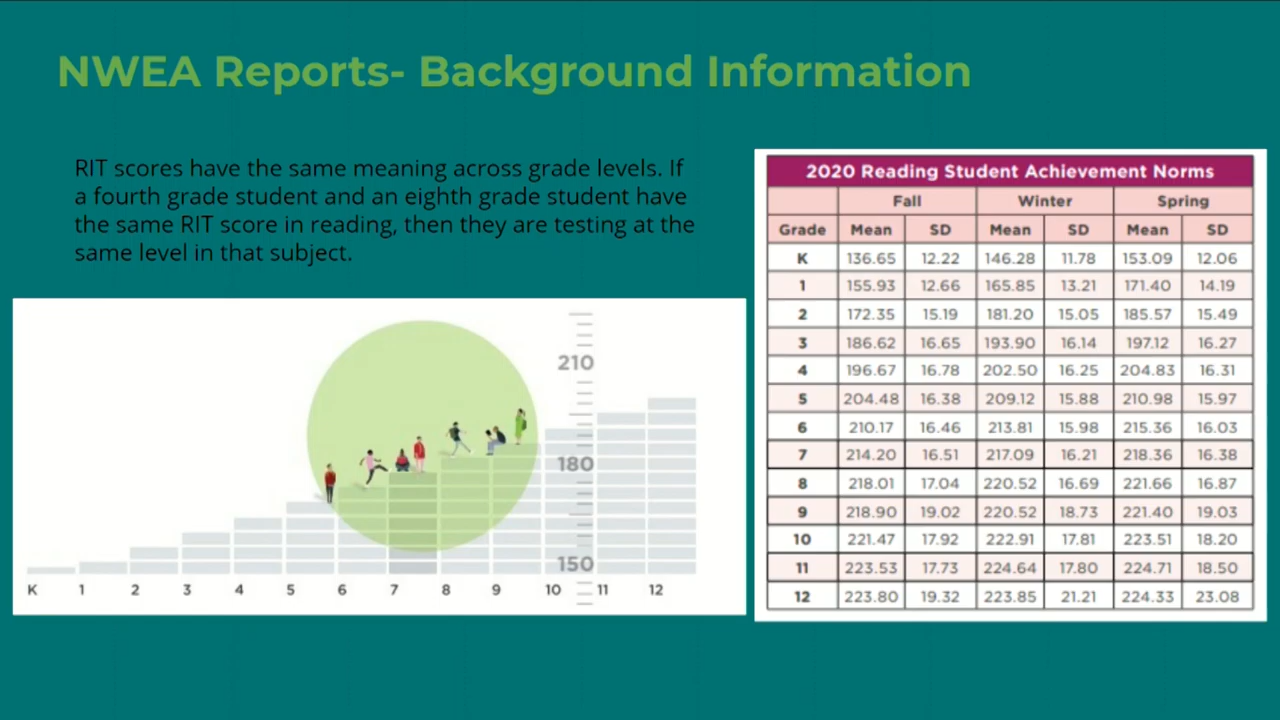 NWEA Reports- Background Information
RIT scores have the same meaning across grade levels. If
a fourth grade student and an eighth grade student have
the same RIT score in reading, then they are testing at the
same level in that subject.
210
180
150
K 1 2 3 4 5 6 7 8 9 10 11 12
2020 Reading Student Achievement Norms
Fall Winter Spring
Grade Mean SD Mean SD Mean SD
K 136.65 12.22 146.28 11.78 153.09 12.06
1 155.93 12.66 165.85 13.21 171.40 14.19
2 172.35 15.19 181.20 15.05 185.57 15.49
3 186.62 16.65 193.90 16.14 197.12 16.27
4 196.67 16.78 202.50 16.25 204.83 16.31
5 204.48 16.38 209.12 15.88 210.98 15.97
6 210.17 16.46 213.81 15.98 215.36 16.03
7 214.20 16.51 217.09 16.21 218.36 16.38
8 218.01 17.04 220.52 16.69 221.66 16.87
9 218.90 19.02 220.52 18.73 221.40 19.03
10 221.47 17.92 222.91 17.81 223.51 18.20
11 223.53 17.73 224.64 17.80 224.71 18.50
12 223.80 19.32 223.85 21.21 224.33 23.08